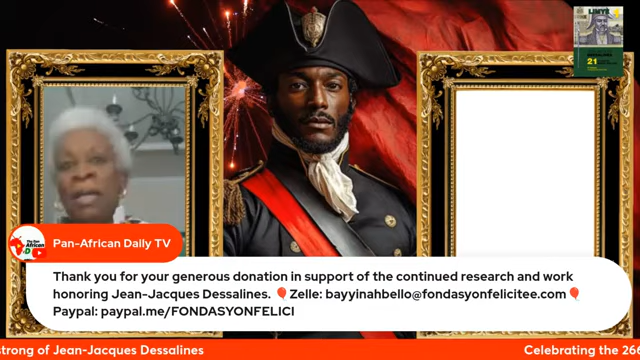 LIMYÈ
21
Pan-African Daily TV
Thank you for your generous donation in support of the continued research and work
honoring Jean-Jacques Dessalines. 🎈Zelle: bayyinahbello@fondasyonfelicitee.com🎈
Paypal: paypal.me/FONDASYONFELICI
strong of Jean-Jacques Dessalines
Celebrating the 266